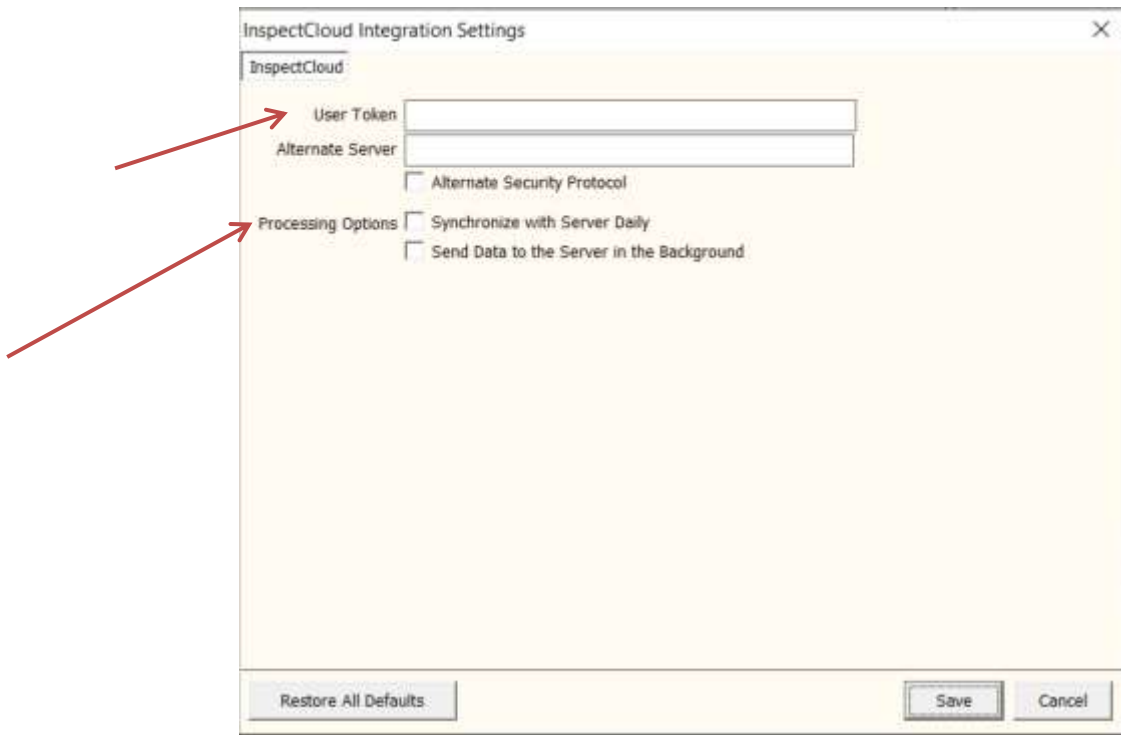 InspectCloud Integration Settings
InspectCloud
User Token
Alternate Server
Alternate Security Protocol
Processing Options Synchronize with Server Daily
Send Data to the Server in the Background
Restore All Defaults Save Cancel